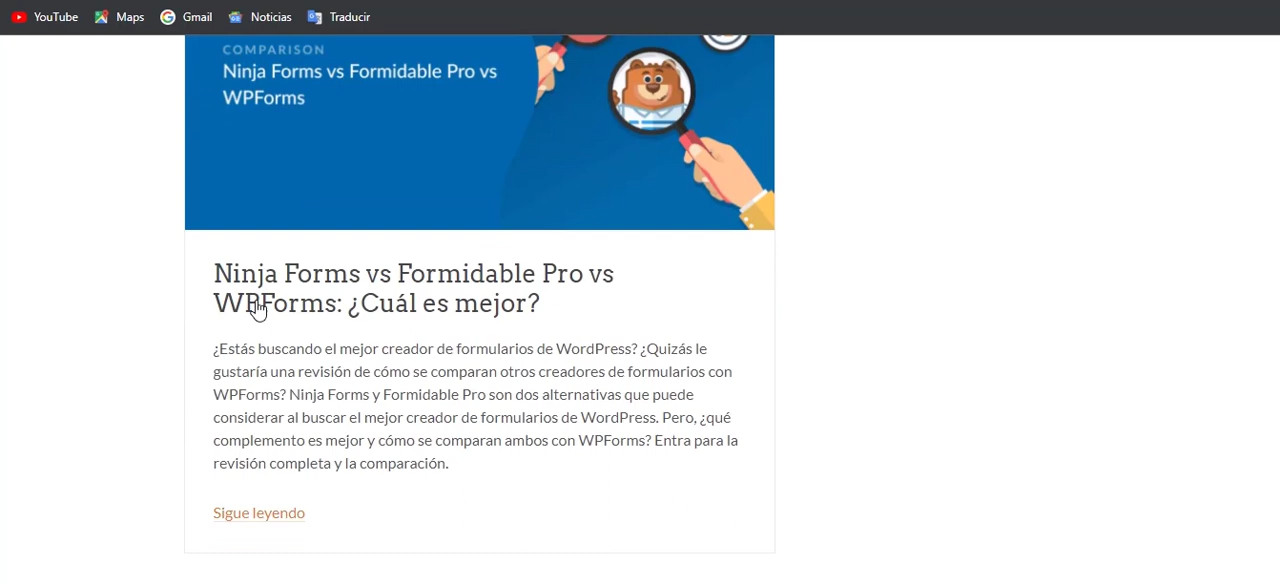 YouTube Maps Gmail Noticias Traducir
COMPARISON
Ninja Forms vs Formidable Pro vs
WPForms
Ninja Forms vs Formidable Pro vs
WPForms: ¿Cuál es mejor?
¿Estás buscando el mejor creador de formularios de WordPress? ¿Quizás le
gustaría una revisión de cómo se comparan otros creadores de formularios con
WPForms? Ninja Forms y Formidable Pro son dos alternativas que puede
considerar al buscar el mejor creador de formularios de WordPress. Pero, ¿qué
complemento es mejor y cómo se comparan ambos con WPForms? Entra para la
revisión completa y la comparación.
Sigue leyendo